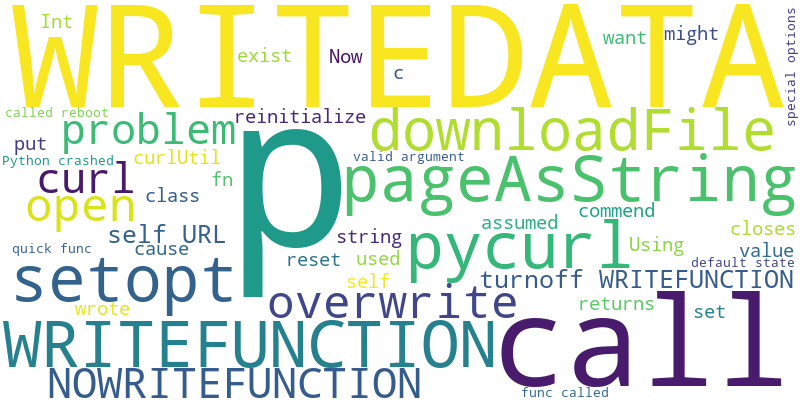 Int
WRITEDATA
special options
exist
Now
want
might
c
called reboot
problem
reinitialize
downloadFile
put
p
Python crashed
curlUtil
valid argument
pageAsString
curl
fn
open
class
commend
self URL
string
assumed
pycurl
closes
cause
Using
value
quick func
reset
used
default state
setopt
self
turnoff WRITEFUNCTION
overwrite
wrote
returns
set
WRITEFUNCTION
call
NOWRITEFUNCTION
func called